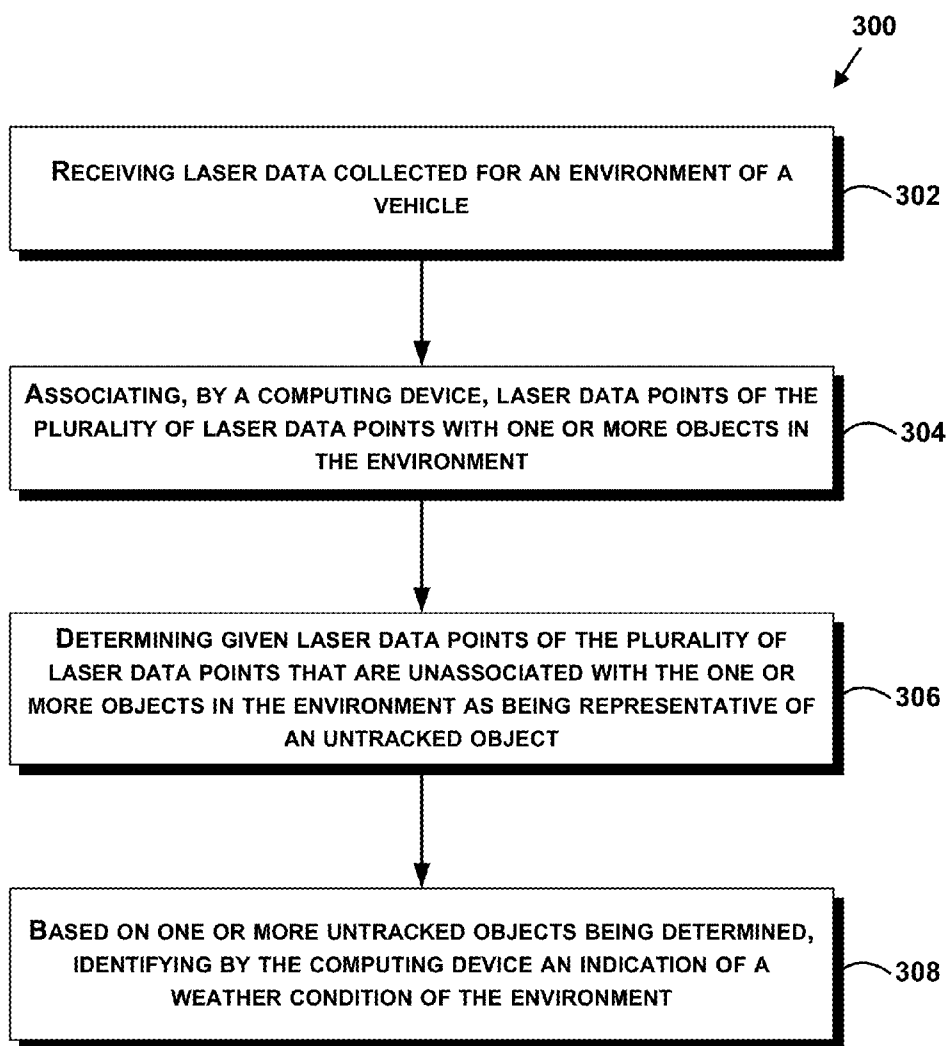 300
RECEIVING LASER DATA COLLECTED FOR AN ENVIRONMENT OF A
VEHICLE
302
ASSOCIATING, BY A COMPUTING DEVICE, LASER DATA POINTS OF THE
PLURALITY OF LASER DATA POINTS WITH ONE OR MORE OBJECTS IN
THE ENVIRONMENT
304
DETERMINING GIVEN LASER DATA POINTS OF THE PLURALITY OF
LASER DATA POINTS THAT ARE UNASSOCIATED WITH THE ONE OR
MORE OBJECTS IN THE ENVIRONMENT AS BEING REPRESENTATIVE OF
AN UNTRACKED OBJECT
306
BASED ON ONE OR MORE UNTRACKED OBJECTS BEING DETERMINED,
IDENTIFYING BY THE COMPUTING DEVICE AN INDICATION OF A
WEATHER CONDITION OF THE ENVIRONMENT
308